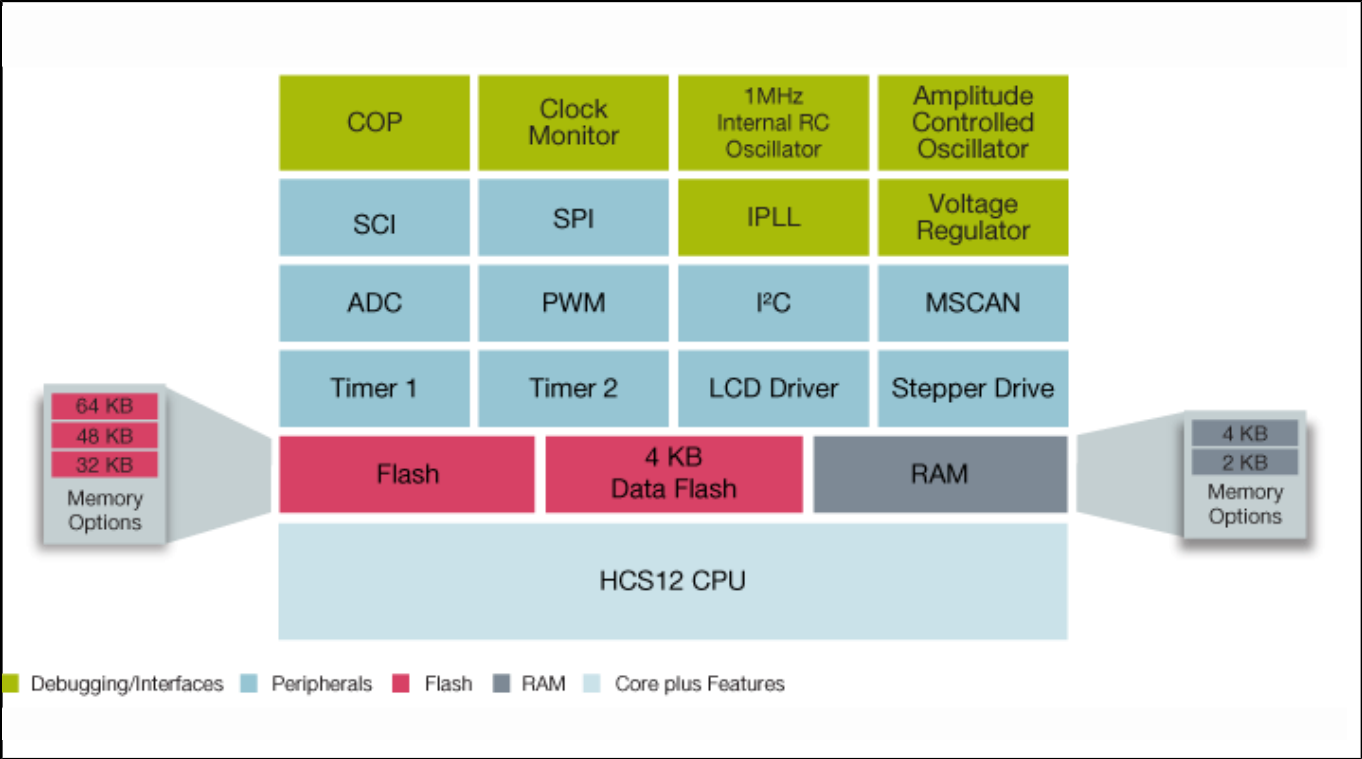 COP
Clock
Monitor
1MHz
Internal RC
Oscillator
Amplitude
Controlled
Oscillator
SCI
SPI
IPLL
Voltage
Regulator
ADC
PWM
I²C
MSCAN
Timer 1
Timer 2
LCD Driver
Stepper Drive
64 KB
48 KB
32 KB
Memory
Options
Flash
4 KB
Data Flash
RAM
4 KB
2 KB
Memory
Options
HCS12 CPU
Debugging/Interfaces Peripherals Flash RAM Core plus Features